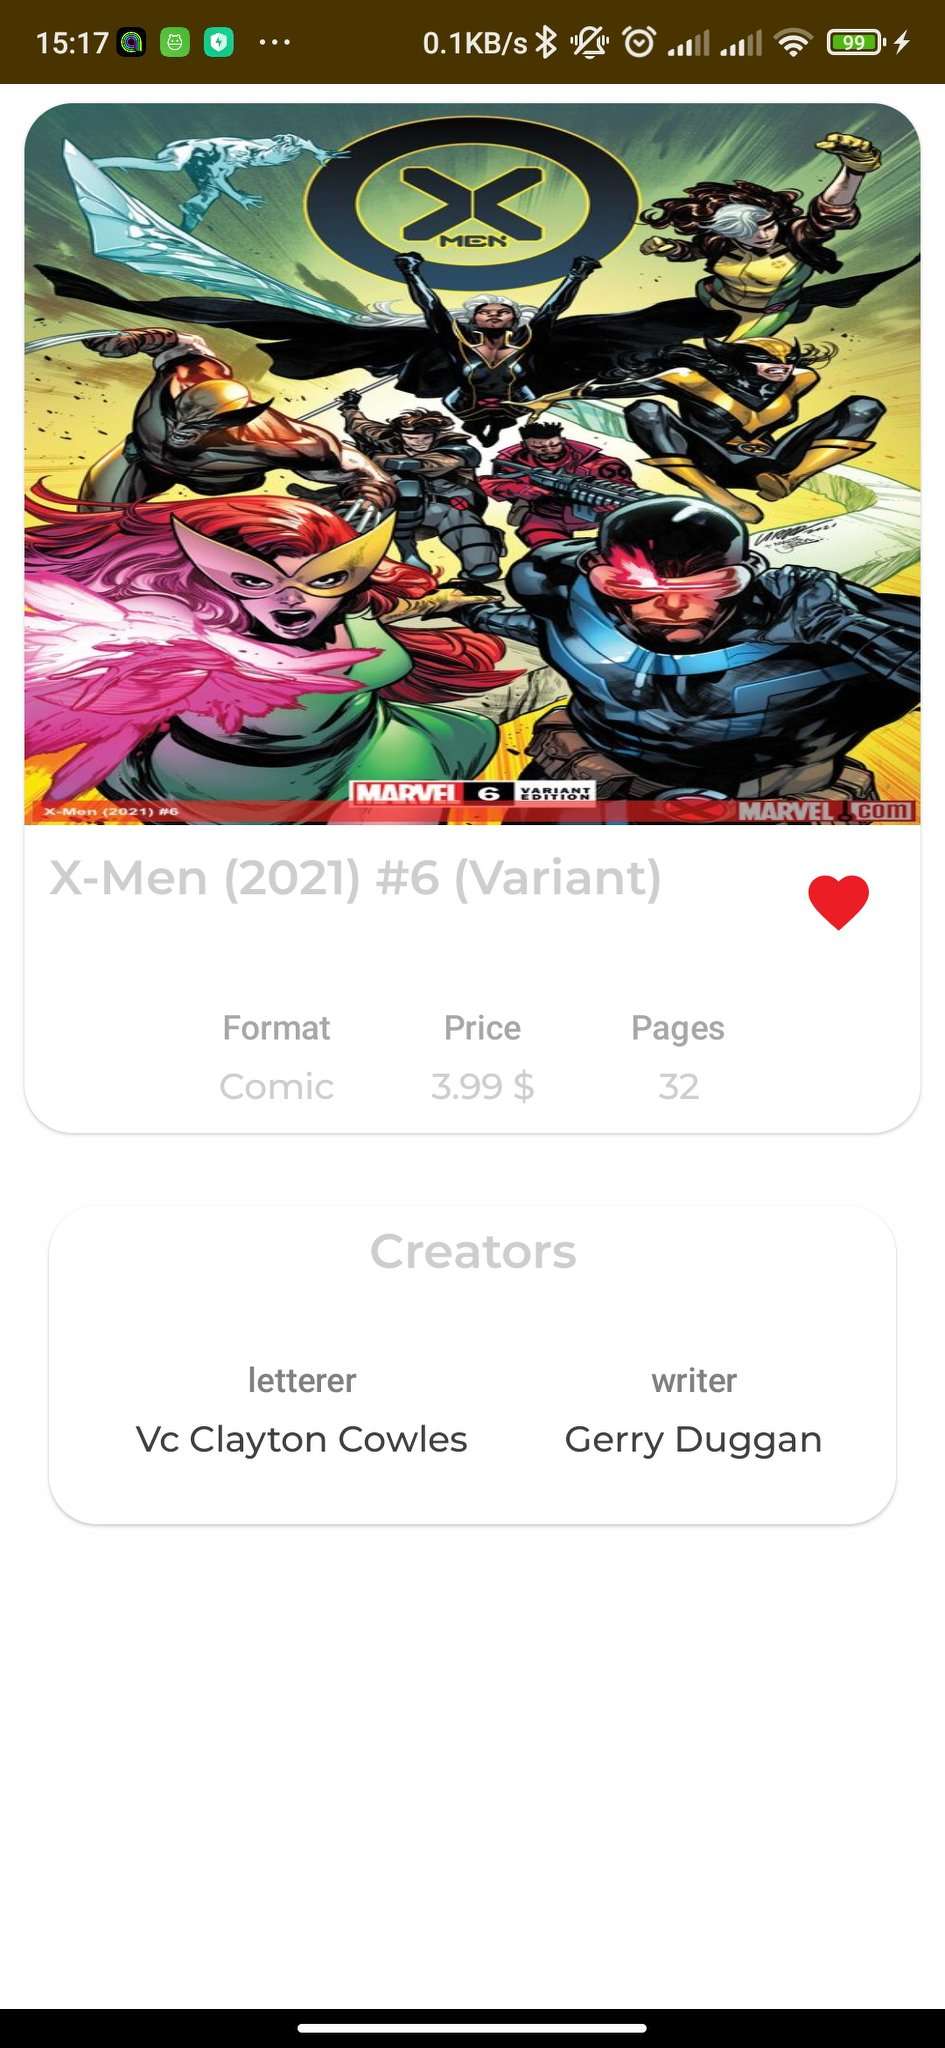 15:17 ... 0.1KB/s 99
X
MEN
MARVEL 6 VARIANT EDITION
X-Men (2021) #6 MARVEL.com
X-Men (2021) #6 (Variant)
Format Price Pages
Comic 3.99 $ 32
Creators
letterer writer
Vc Clayton Cowles Gerry Duggan